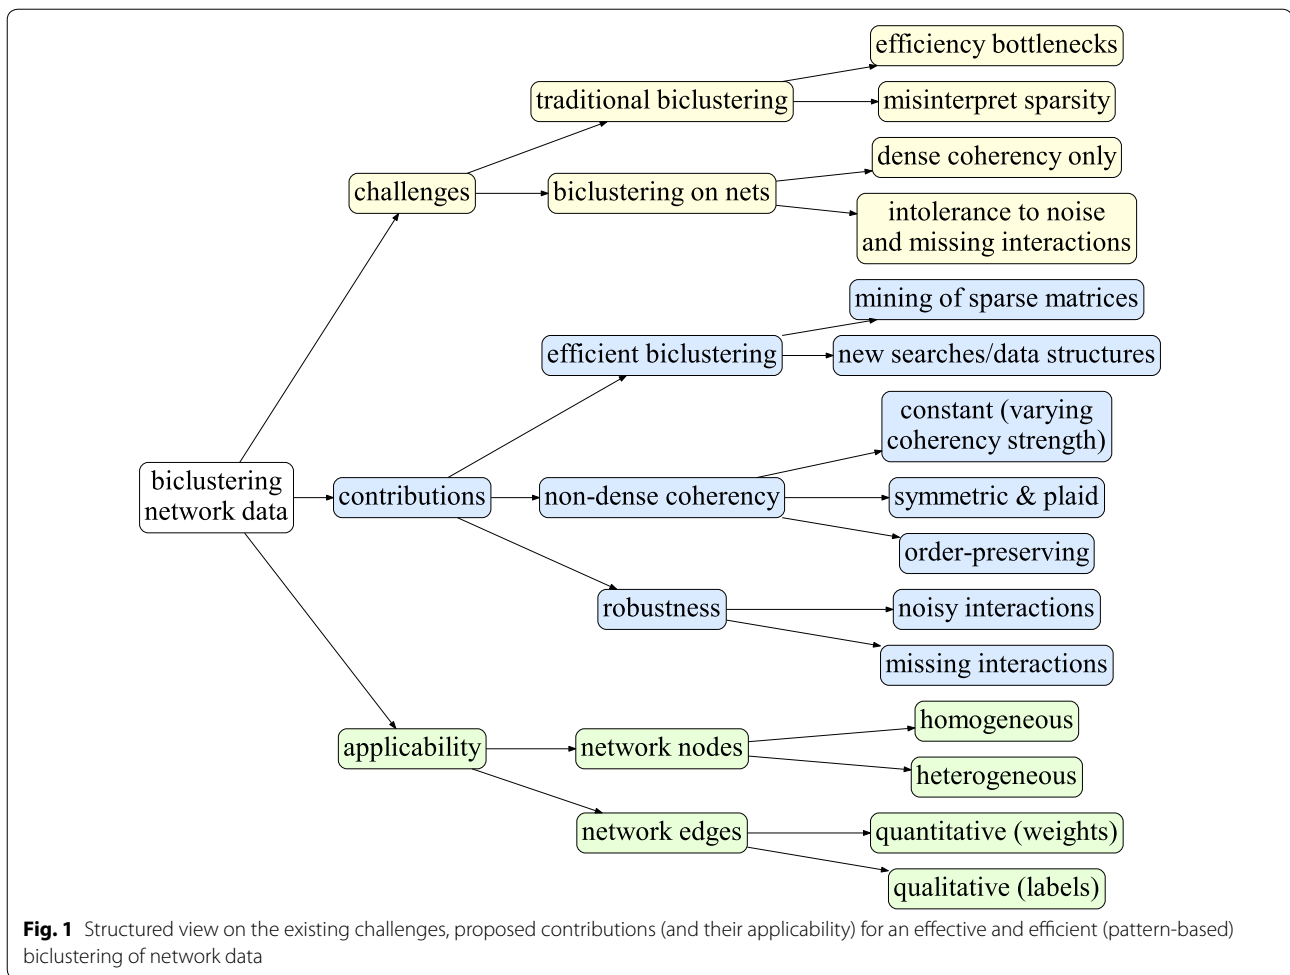 efficiency bottlenecks
traditional biclustering
misinterpret sparsity
dense coherency only
challenges
biclustering on nets
intolerance to noise
and missing interactions
mining of sparse matrices
efficient biclustering
new searches/data structures
constant (varying
coherency strength)
biclustering
network data
contributions
non-dense coherency
symmetric & plaid
order-preserving
robustness
noisy interactions
missing interactions
homogeneous
applicability
network nodes
heterogeneous
network edges
quantitative (weights)
qualitative (labels)
Fig. 1 Structured view on the existing challenges, proposed contributions (and their applicability) for an effective and efficient (pattern-based)
biclustering of network data